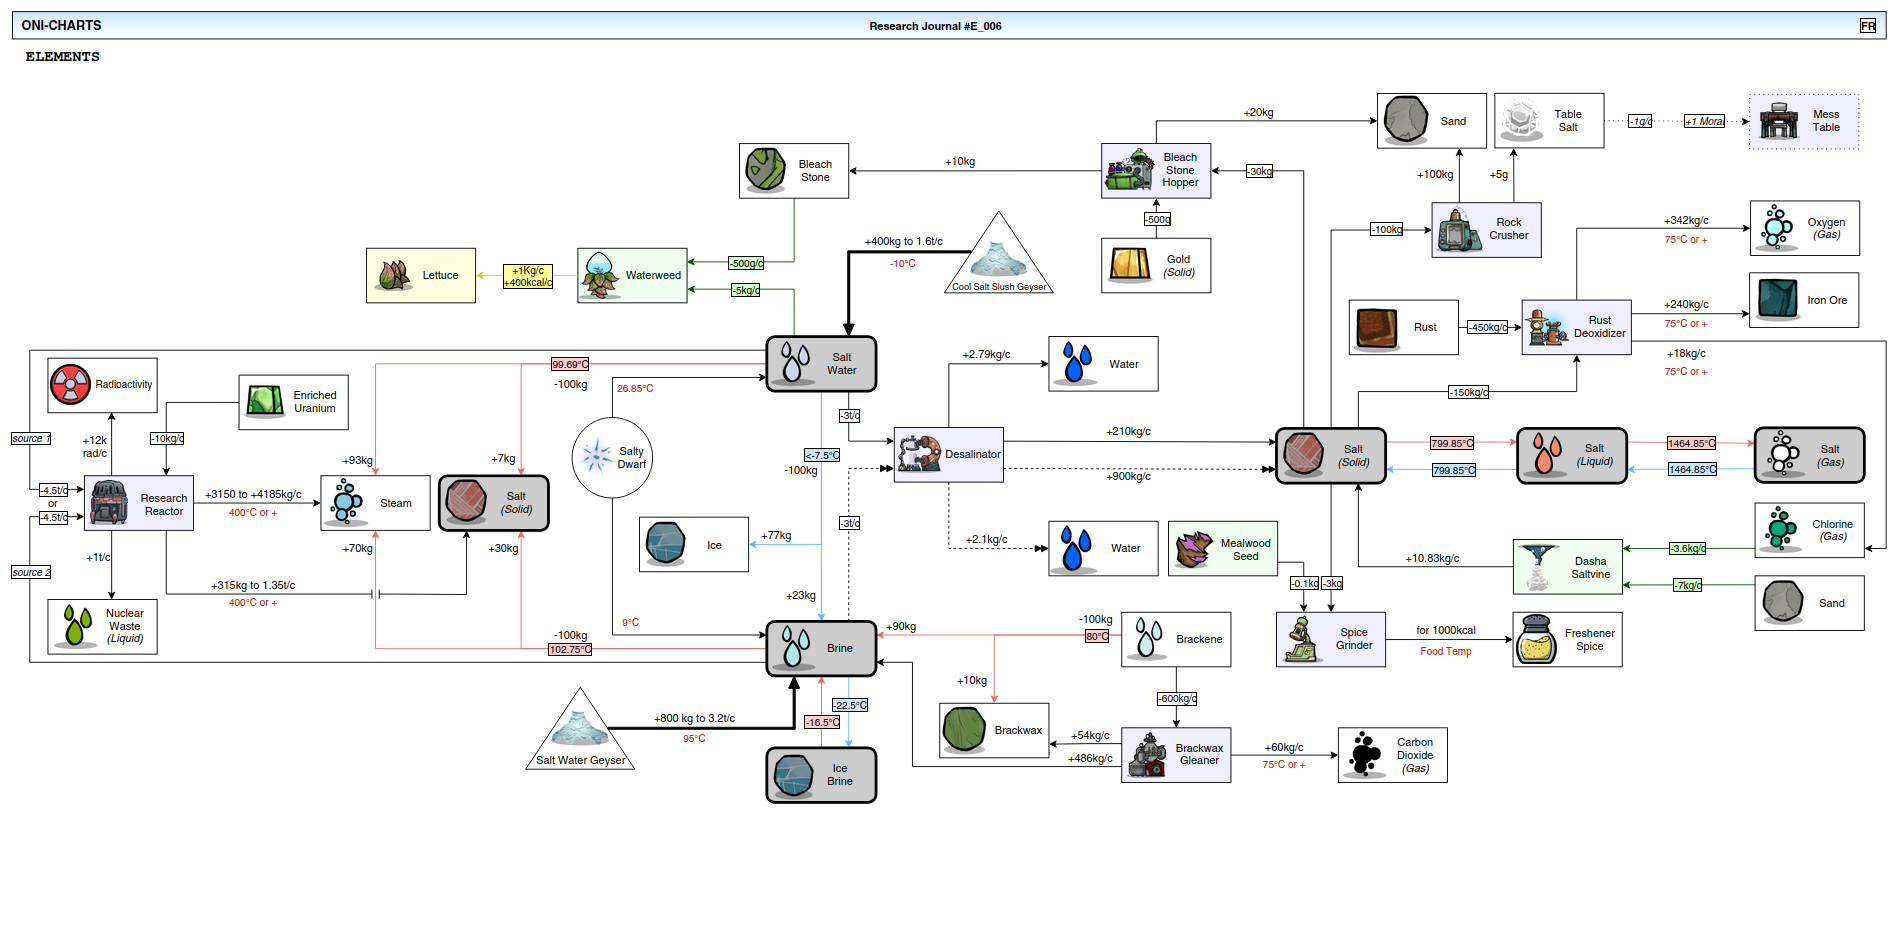 ONI-CHARTS
Research Journal #E_006
FR
ELEMENTS
+20kg
Sand
Table
Salt
-1g/c
+1 Moral
Mess
Table
Bleach
Stone
+10kg
Bleach
Stone
Hopper
-30kg
+100kg
+5g
-500g
-100kg
Rock
Crusher
+342kg/c
75°C or +
Oxygen
(Gas)
+400kg to 1.6t/c
-10°C
Cool Salt Slush Geyser
Gold
(Solid)
Lettuce
+1Kg/c
+400kcal/c
Waterweed
-500g/c
-5kg/c
Rust
-450kg/c
Rust
Deoxidizer
+240kg/c
75°C or +
Iron Ore
+18kg/c
75°C or +
Salt
Water
99.69°C
-100kg
26.85°C
Radioactivity
Enriched
Uranium
+2.79kg/c
Water
-150kg/c
-3t/c
source 1
+12k
rad/c
-10kg/c
+93kg
+7kg
Salty
Dwarf
<-7.5°C
-100kg
Desalinator
+210kg/c
+900kg/c
Salt
(Solid)
799.85°C
799.85°C
Salt
(Liquid)
1464.85°C
1464.85°C
Salt
(Gas)
-4.5t/c
or
-4.5t/c
Research
Reactor
+3150 to +4185kg/c
400°C or +
Steam
Salt
(Solid)
-3t/c
+70kg
+30kg
Ice
+77kg
+2.1kg/c
Water
Mealwood
Seed
+10.83kg/c
Dasha
Saltvine
-3.6kg/c
-7kg/c
Chlorine
(Gas)
Sand
source 2
+1t/c
+315kg to 1.35t/c
400°C or +
Nuclear
Waste
(Liquid)
+23kg
9°C
-100kg
102.75°C
Brine
+90kg
-100kg
80°C
Brackene
-0.1kg
-3kg
Spice
Grinder
for 1000kcal
Food Temp
Freshener
Spice
+10kg
-600kg/c
Brackwax
+54kg/c
+486kg/c
Brackwax
Gleaner
+60kg/c
75°C or +
Carbon
Dioxide
(Gas)
+800 kg to 3.2t/c
95°C
Salt Water Geyser
-16.5°C
-22.5°C
Ice
Brine